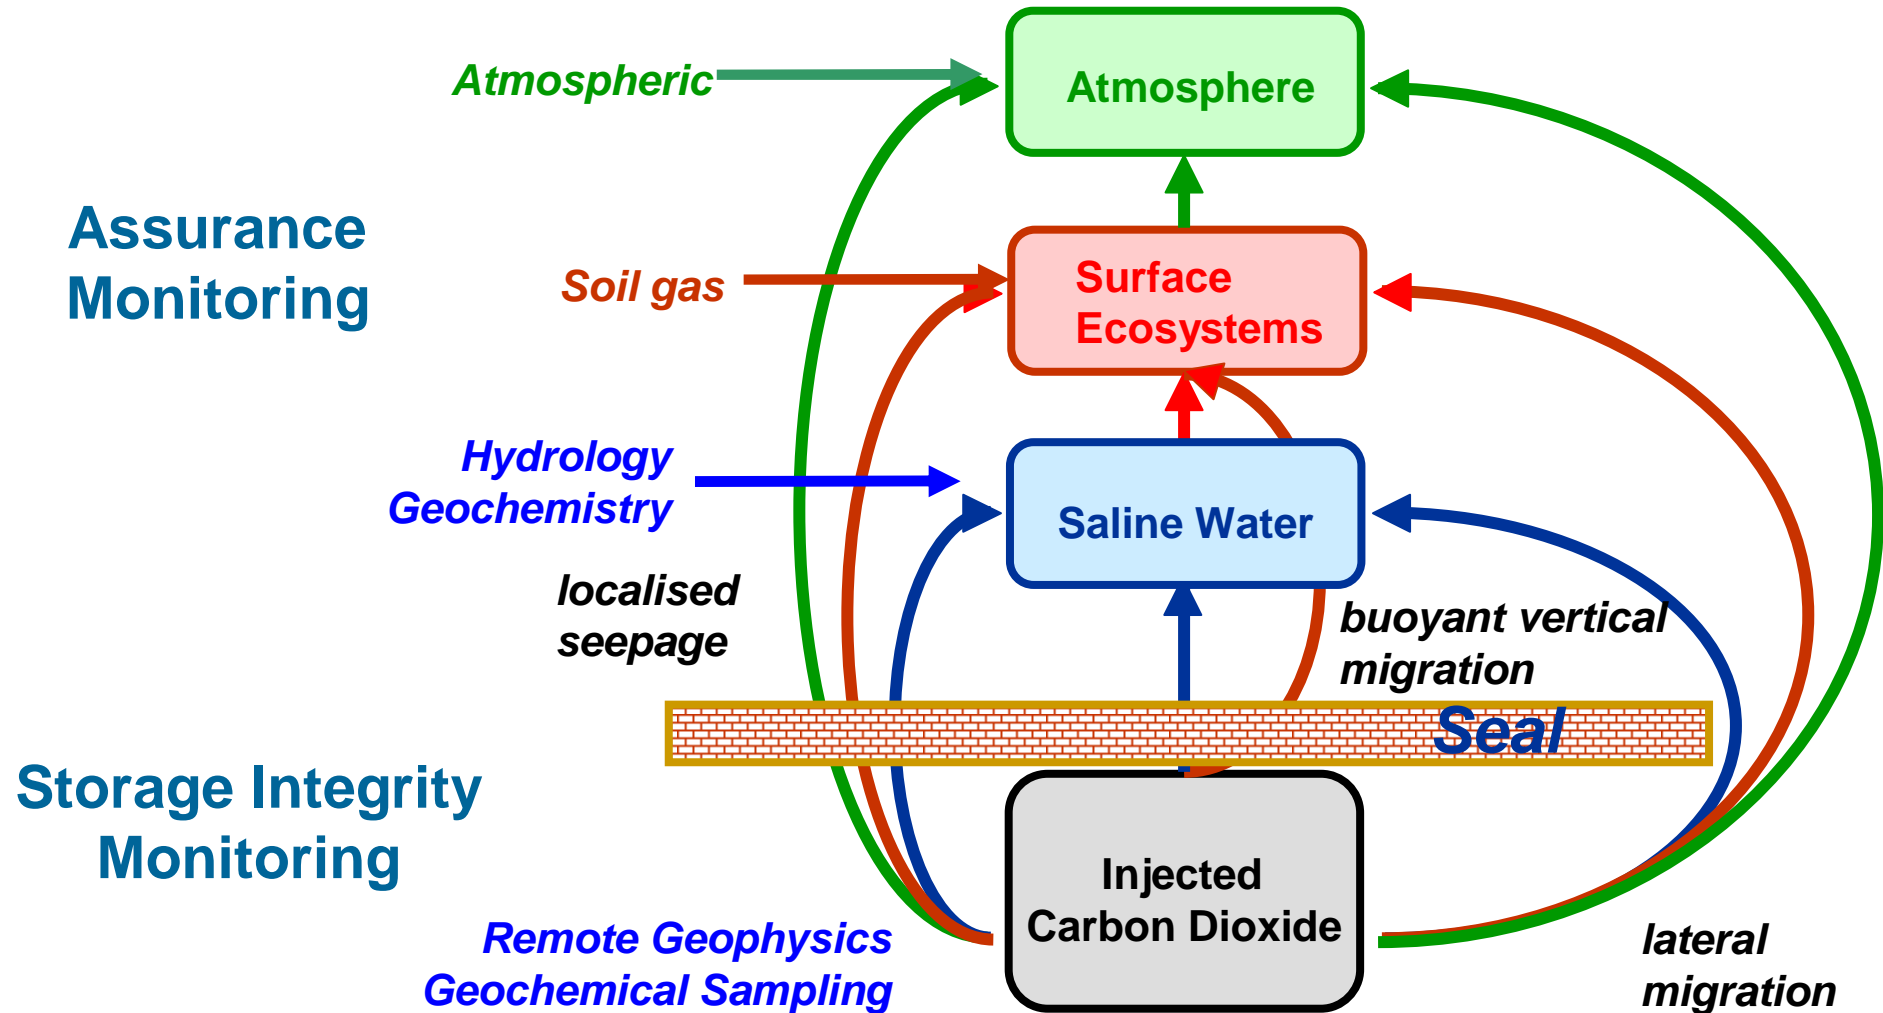 Atmospheric
Atmosphere
Assurance
Monitoring
Soil gas
Surface
Ecosystems
Hydrology
Geochemistry
Saline Water
localised
seepage
buoyant vertical
migration
Seal
Storage Integrity
Monitoring
Injected
Carbon Dioxide
Remote Geophysics
Geochemical Sampling
lateral
migration